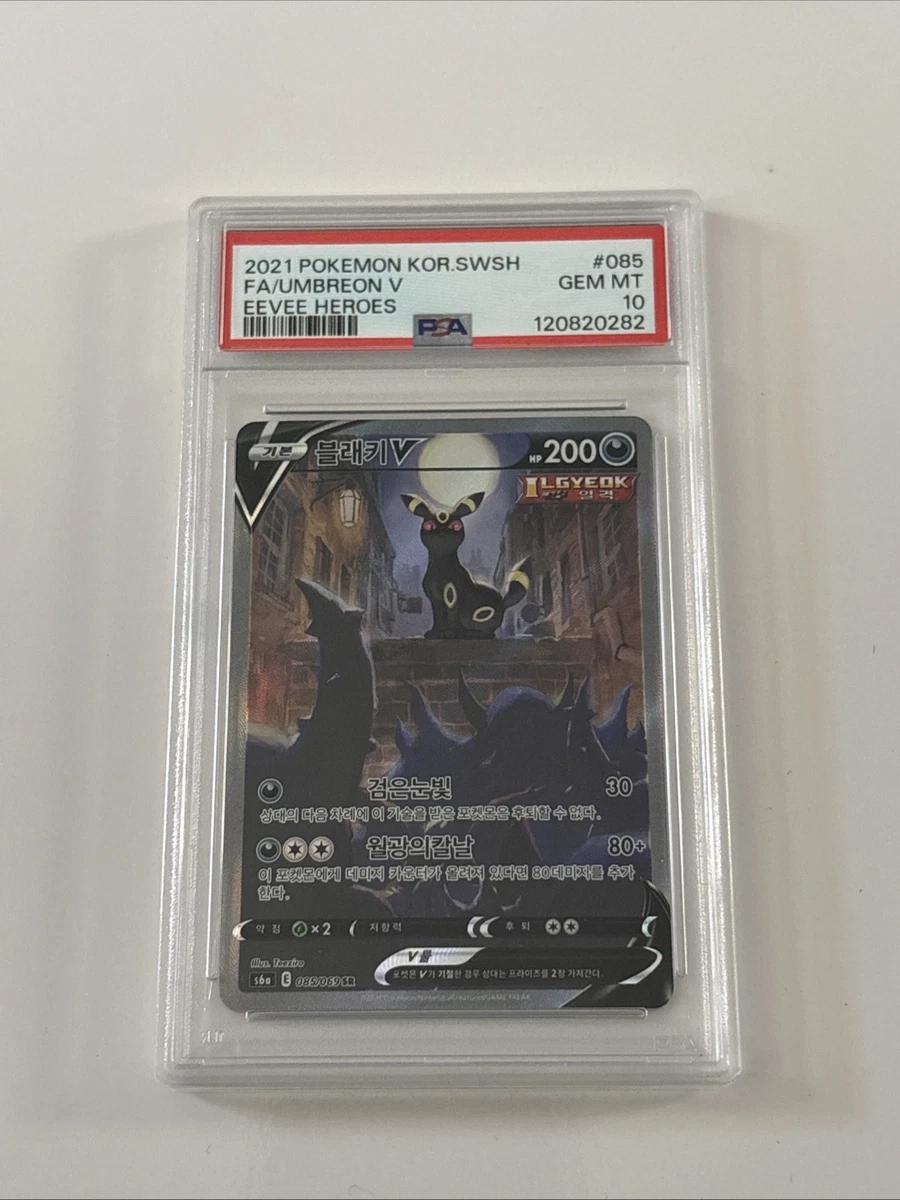 2021 POKEMON KOR.SWSH #085
FA/UMBREON V GEM MT
EEVEE HEROES 10
PSA 120820282
기본 블래키V HP 200
ILGYEOK
일격
검은눈빛 30
상대의 다음 차례에 이 기술을 받은 포켓몬은 후퇴할 수 없다.
월광의칼날 80+
이 포켓몬에게 데미지 카운터가 올려져 있다면 80데미지를 추가
한다.
약점 ×2 저항력 후퇴
V룰
포켓몬V가 기절한 경우 상대는 프라이즈를 2장 가져간다.
Illus. Teeziro
s6a E 085/069 SR